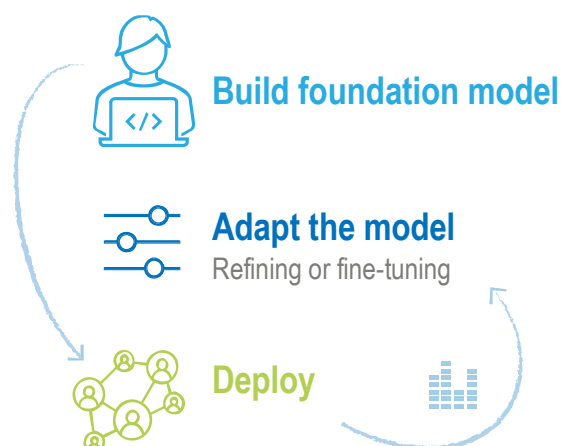 Build foundation model
</>
Adapt the model
Refining or fine-tuning
Deploy